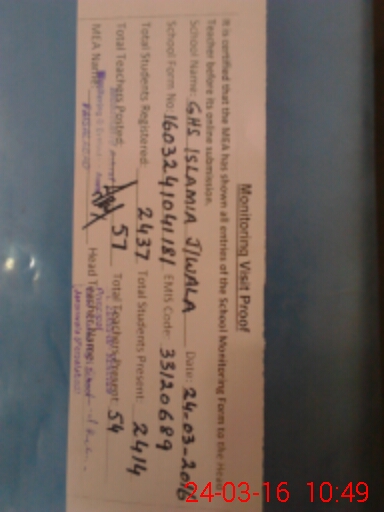 Monitoring Visit Proof
It is certified that the MEA has shown all entries of the School Monitoring Form to the Head
Teacher before its online submission.
School Name: GHS ISLAMIA J/WALA Date: 24-03-2016
School Form No: 1603241041181 EMIS Code: 33120689
Total Students Registered: 2437 Total Students Present: 2414
Total Teachers Posted: 57 Total Teachers Present: 54
MEA Name: Head Teacher Name:
24-03-16 10:49